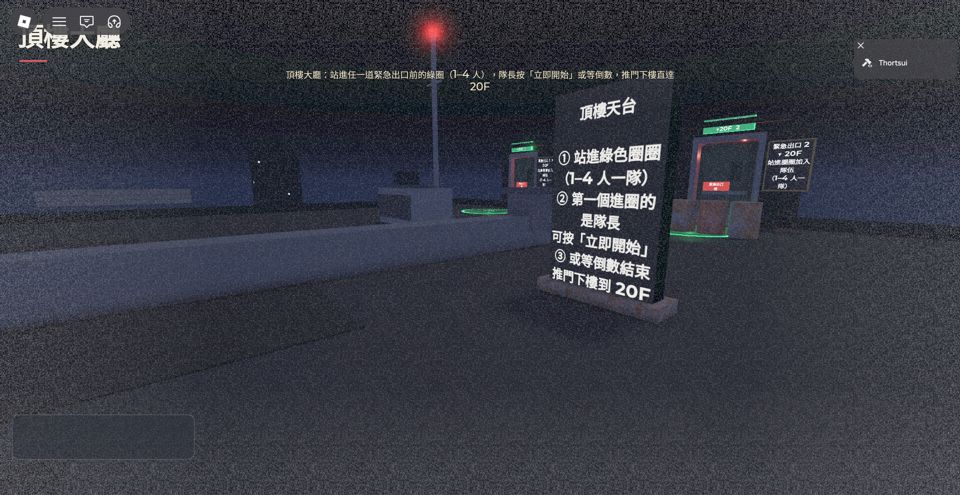 頂樓大廳
頂樓大廳：站進任一道緊急出口前的綠圈（1–4 人），隊長按「立即開始」或等倒數，推門下樓直達
20F
Thortsui
頂樓天台
① 站進綠色圈圈
（1–4 人一隊）
② 第一個進圈的
是隊長
可按「立即開始」
③ 或等倒數結束
推門下樓到 20F
緊急出口 2
▼ 20F
站進圈圈加入
隊伍
（1–4 人一
隊）